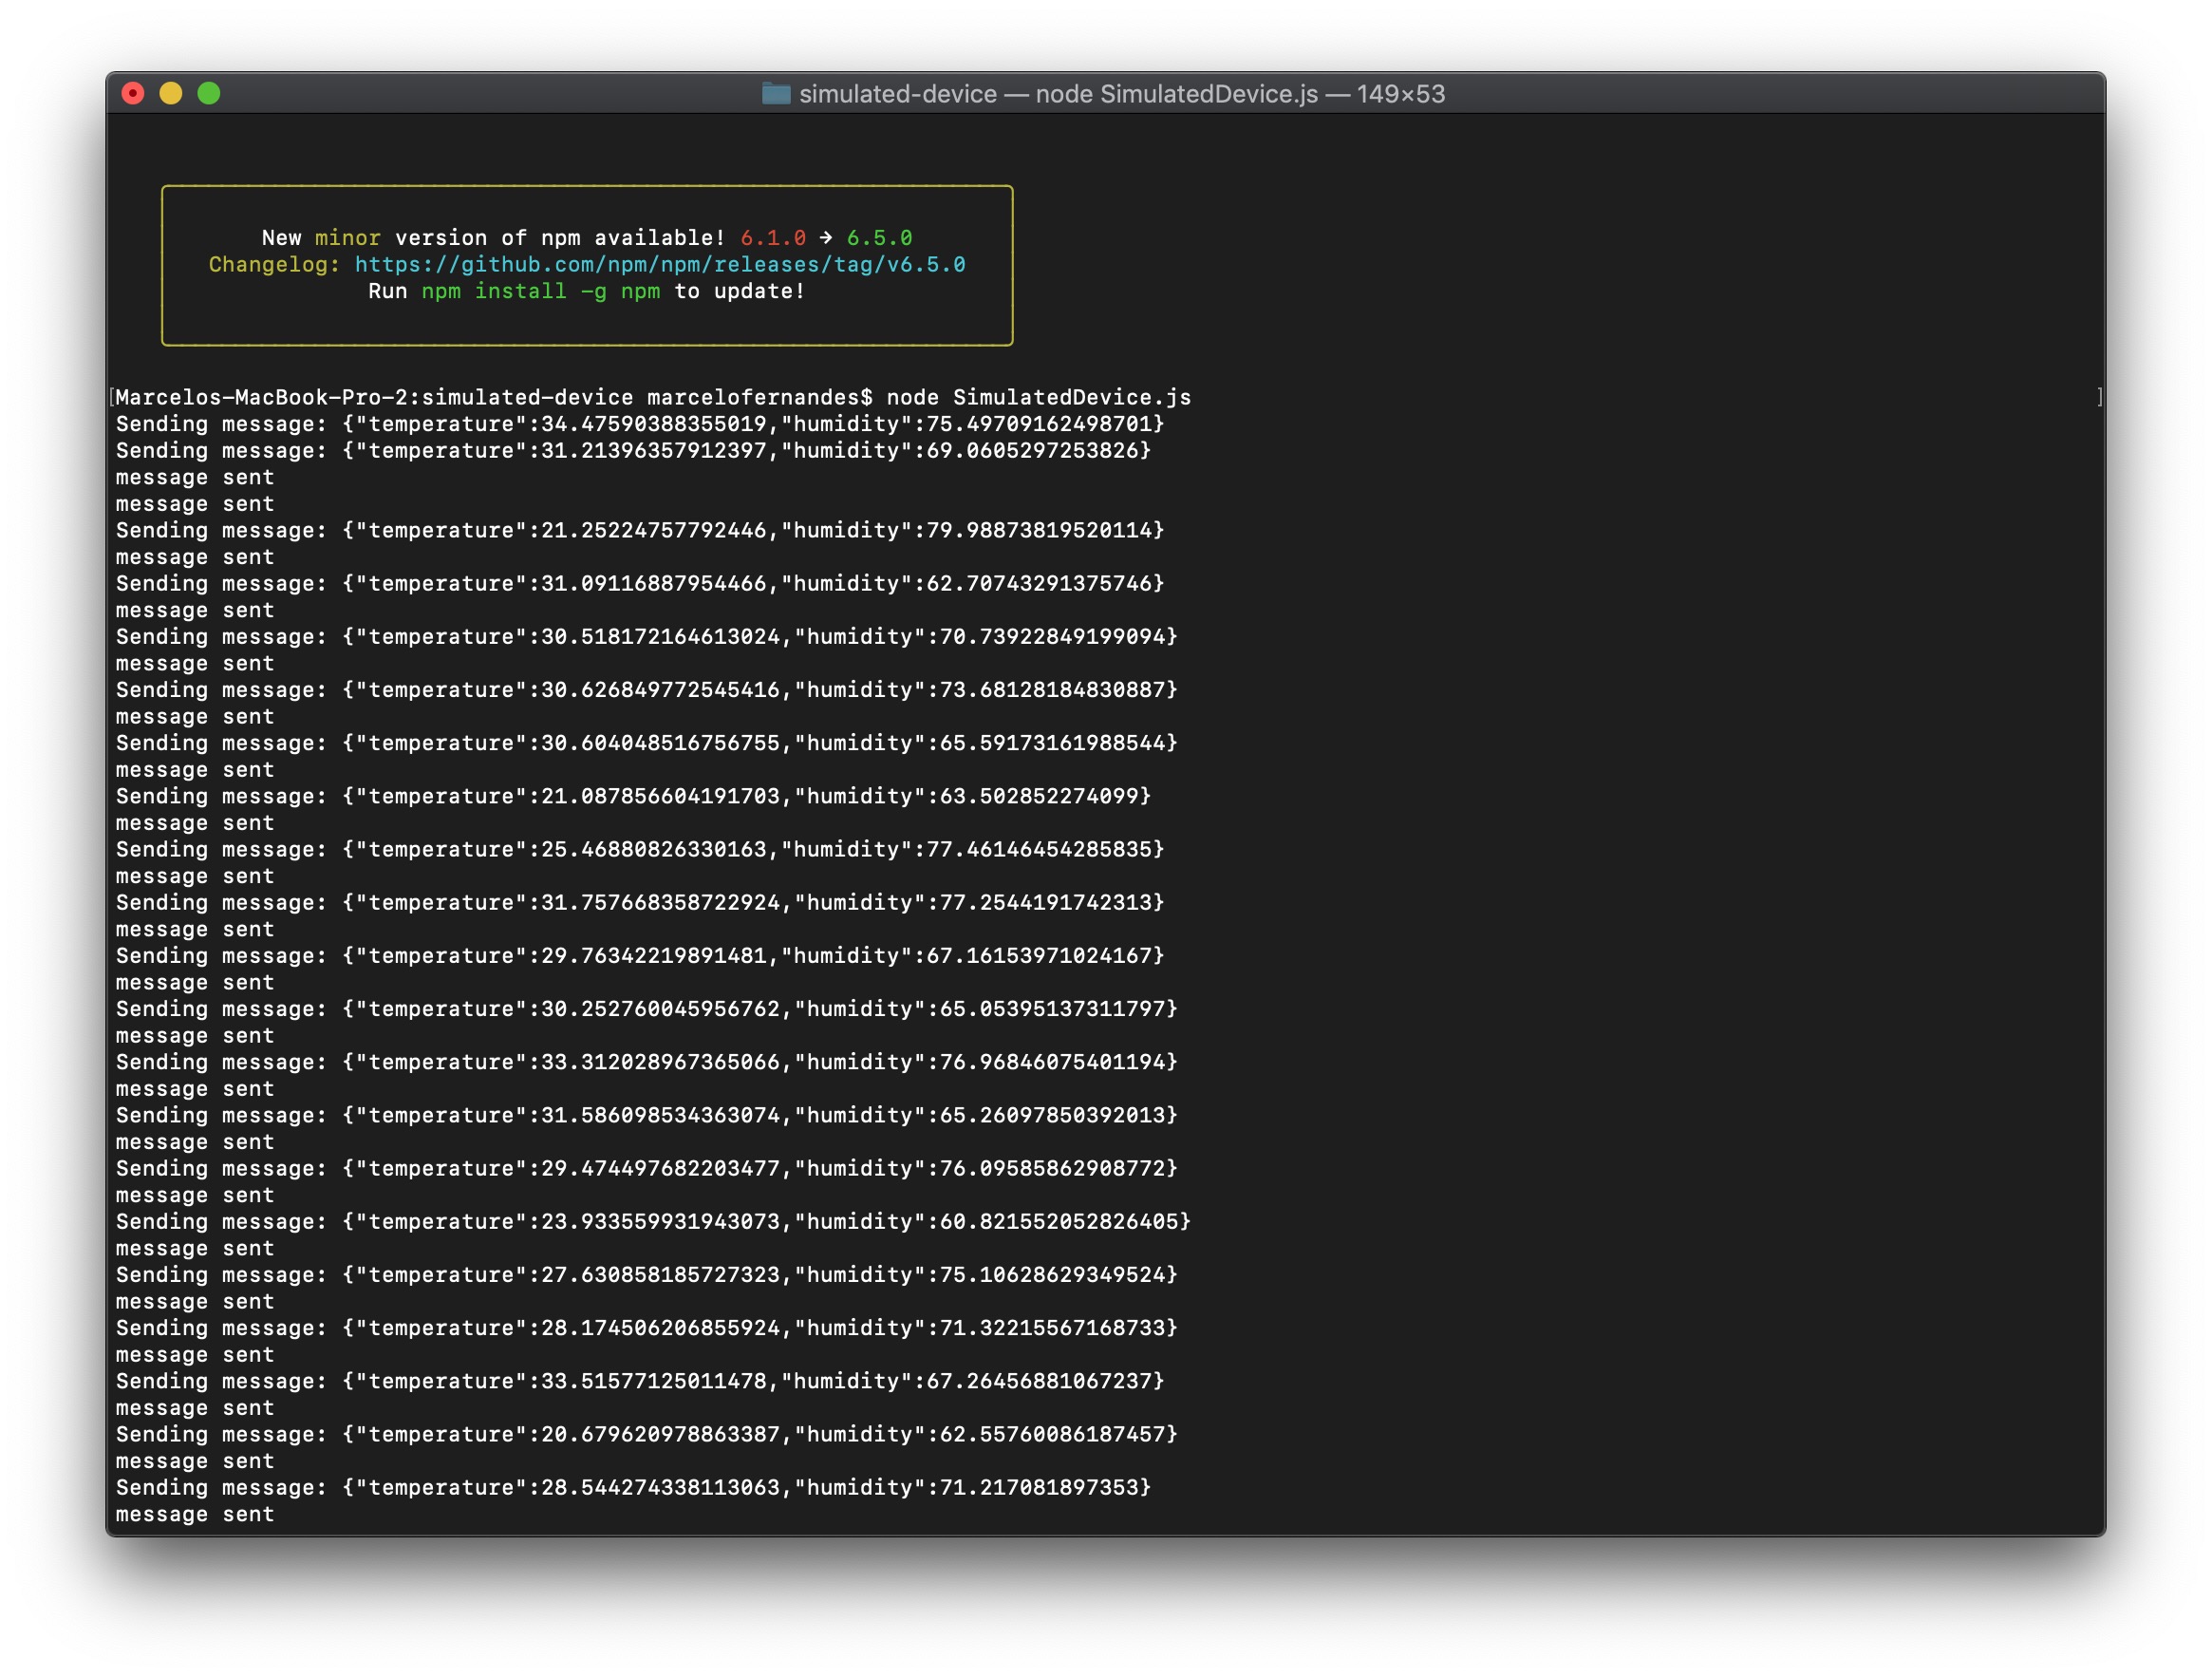 simulated-device — node SimulatedDevice.js — 149×53
New minor version of npm available! 6.1.0 → 6.5.0
Changelog: https://github.com/npm/npm/releases/tag/v6.5.0
Run npm install -g npm to update!
[Marcelos-MacBook-Pro-2:simulated-device marcelofernandes$ node SimulatedDevice.js ]
Sending message: {"temperature":34.47590388355019,"humidity":75.49709162498701}
Sending message: {"temperature":31.21396357912397,"humidity":69.0605297253826}
message sent
message sent
Sending message: {"temperature":21.25224757792446,"humidity":79.98873819520114}
message sent
Sending message: {"temperature":31.09116887954466,"humidity":62.70743291375746}
message sent
Sending message: {"temperature":30.518172164613024,"humidity":70.73922849199094}
message sent
Sending message: {"temperature":30.626849772545416,"humidity":73.68128184830887}
message sent
Sending message: {"temperature":30.604048516756755,"humidity":65.59173161988544}
message sent
Sending message: {"temperature":21.087856604191703,"humidity":63.502852274099}
message sent
Sending message: {"temperature":25.46880826330163,"humidity":77.46146454285835}
message sent
Sending message: {"temperature":31.757668358722924,"humidity":77.2544191742313}
message sent
Sending message: {"temperature":29.76342219891481,"humidity":67.16153971024167}
message sent
Sending message: {"temperature":30.252760045956762,"humidity":65.05395137311797}
message sent
Sending message: {"temperature":33.312028967365066,"humidity":76.96846075401194}
message sent
Sending message: {"temperature":31.586098534363074,"humidity":65.26097850392013}
message sent
Sending message: {"temperature":29.474497682203477,"humidity":76.09585862908772}
message sent
Sending message: {"temperature":23.933559931943073,"humidity":60.821552052826405}
message sent
Sending message: {"temperature":27.630858185727323,"humidity":75.10628629349524}
message sent
Sending message: {"temperature":28.174506206855924,"humidity":71.32215567168733}
message sent
Sending message: {"temperature":33.51577125011478,"humidity":67.26456881067237}
message sent
Sending message: {"temperature":20.679620978863387,"humidity":62.55760086187457}
message sent
Sending message: {"temperature":28.544274338113063,"humidity":71.217081897353}
message sent